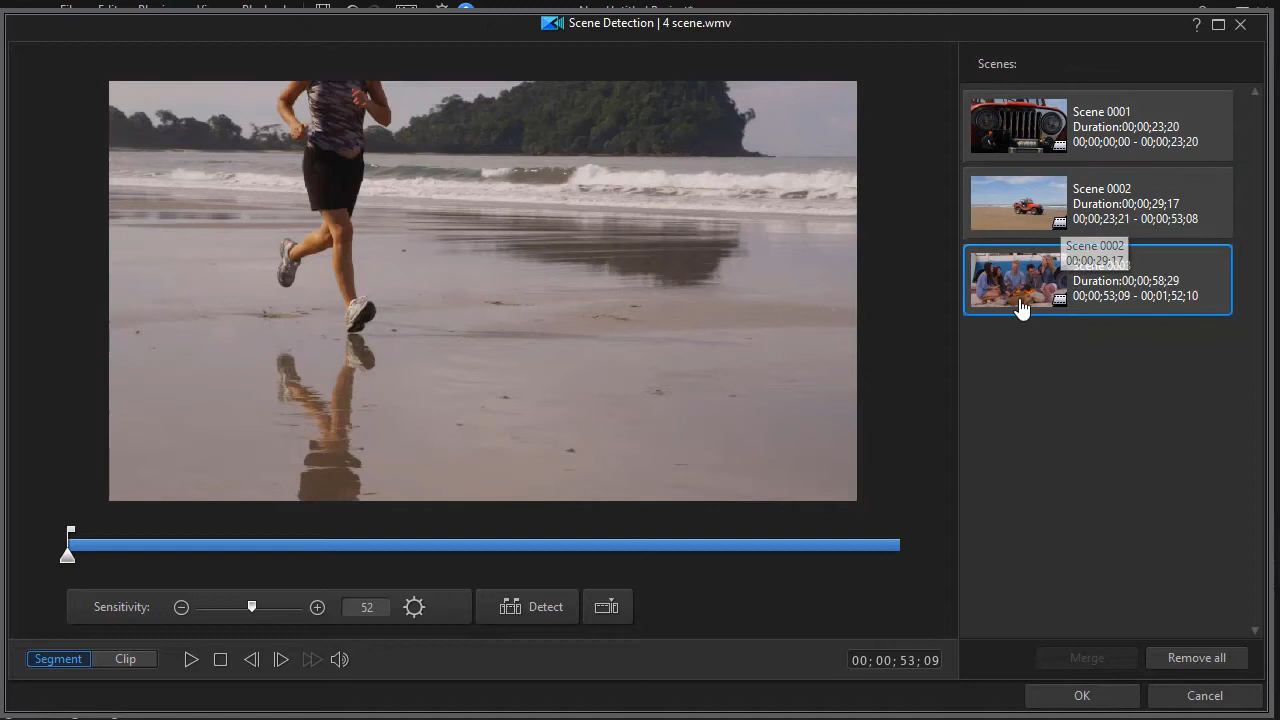 Scene Detection | 4 scene.wmv
?
Scenes:
Scene 0001
Duration:00;00;23;20
00;00;00;00 - 00;00;23;20
Scene 0002
Duration:00;00;29;17
00;00;23;21 - 00;00;53;08
Scene 0002
00;00;29;17
Duration:00;00;58;29
00;00;53;09 - 00;01;52;10
Sensitivity:
52
Detect
Segment
Clip
00; 00; 53; 09
Merge
Remove all
OK
Cancel